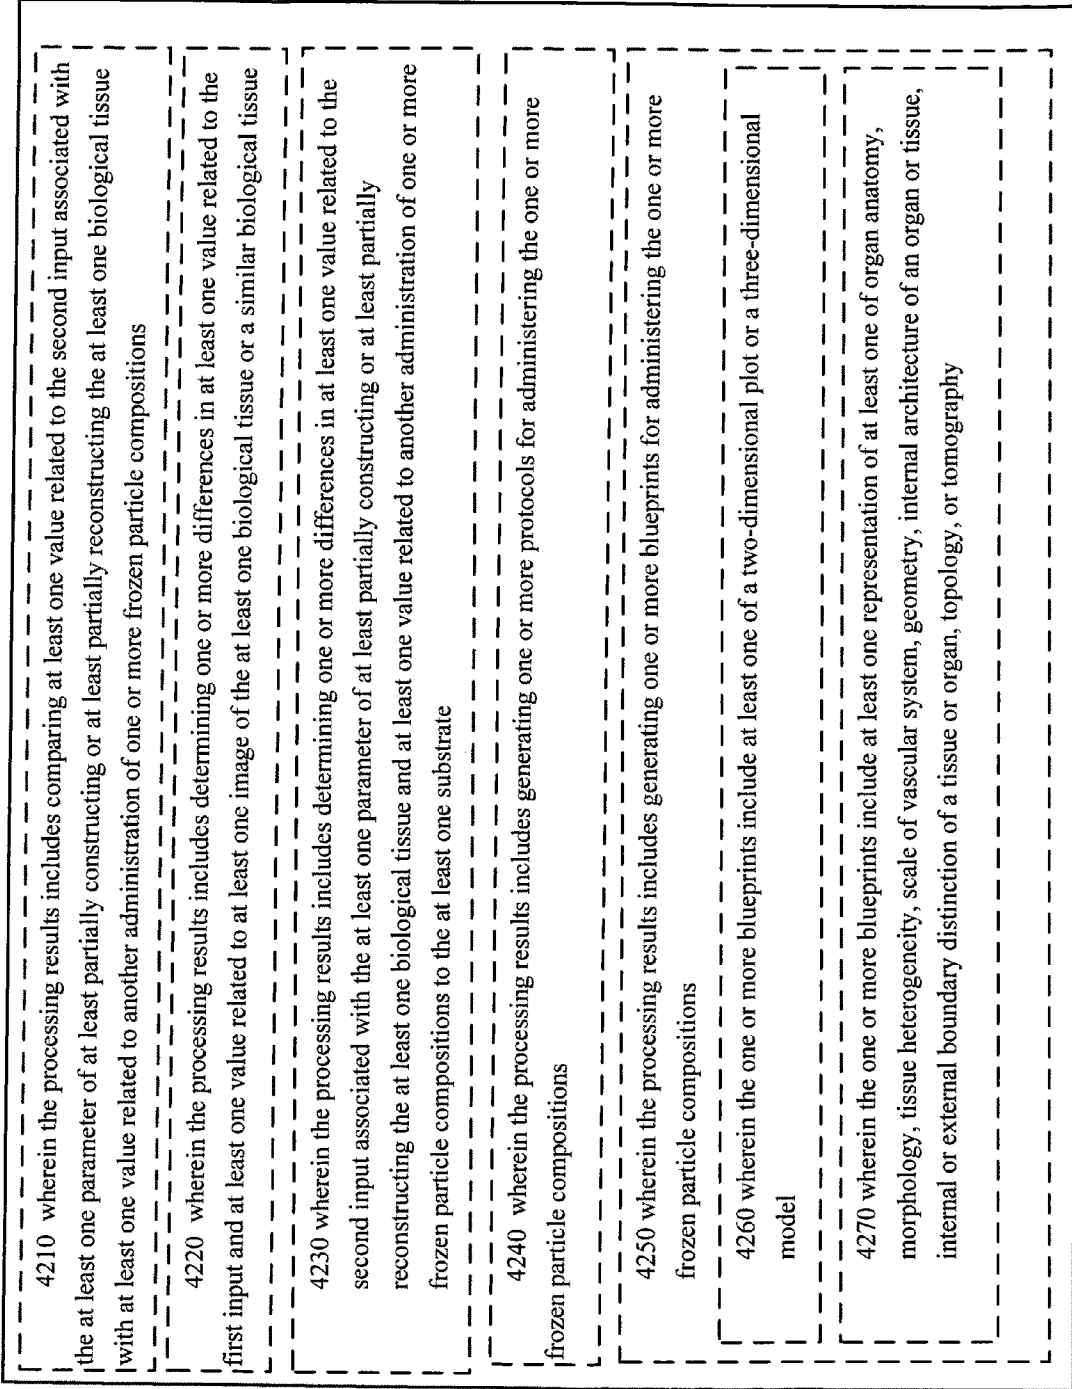 4210 wherein the processing results includes comparing at least one value related to the second input associated with
the at least one parameter of at least partially constructing or at least partially reconstructing the at least one biological tissue
with at least one value related to another administration of one or more frozen particle compositions
4220 wherein the processing results includes determining one or more differences in at least one value related to the
first input and at least one value related to at least one image of the at least one biological tissue or a similar biological tissue
4230 wherein the processing results includes determining one or more differences in at least one value related to the
second input associated with the at least one parameter of at least partially constructing or at least partially
reconstructing the at least one biological tissue and at least one value related to another administration of one or more
frozen particle compositions to the at least one substrate
4240 wherein the processing results includes generating one or more protocols for administering the one or more
frozen particle compositions
4250 wherein the processing results includes generating one or more blueprints for administering the one or more
frozen particle compositions
4260 wherein the one or more blueprints include at least one of a two-dimensional plot or a three-dimensional
model
4270 wherein the one or more blueprints include at least one representation of at least one of organ anatomy,
morphology, tissue heterogeneity, scale of vascular system, geometry, internal architecture of an organ or tissue,
internal or external boundary distinction of a tissue or organ, topology, or tomography